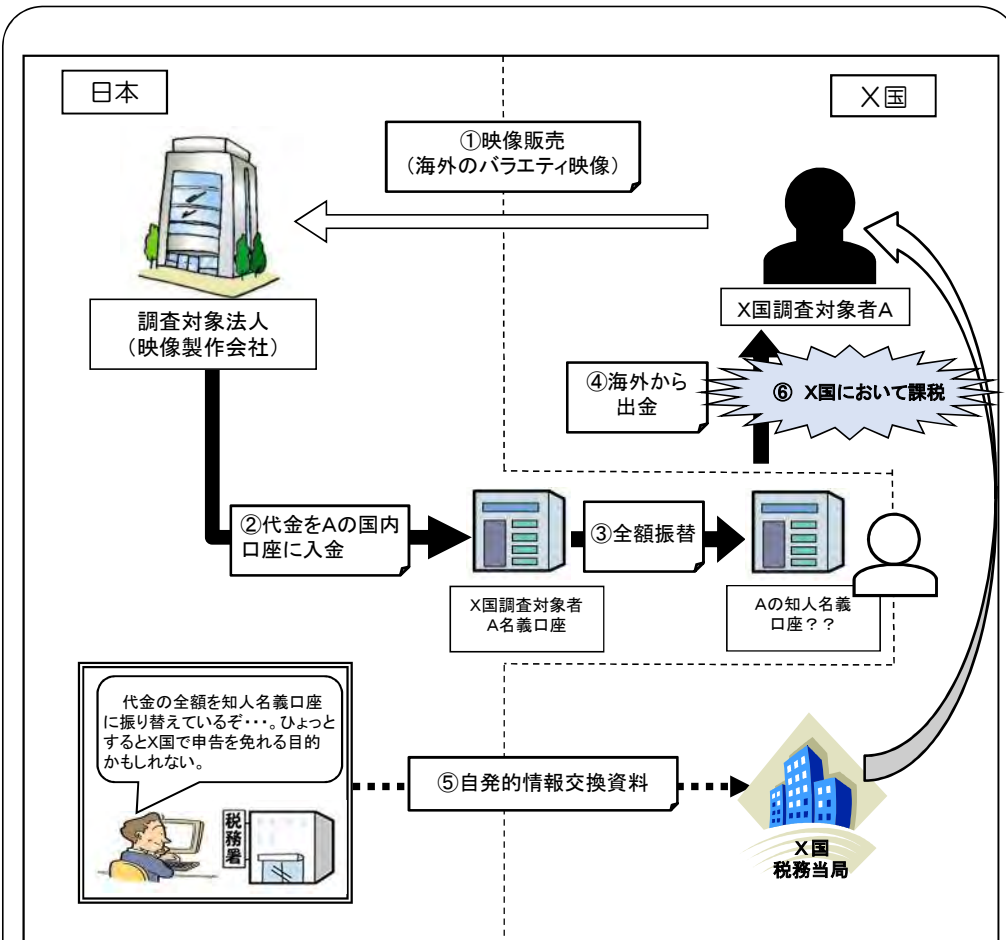 日本
X国
①映像販売
（海外のバラエティ映像）
調査対象法人
（映像製作会社）
X国調査対象者A
④海外から
出金
⑥ X国において課税
②代金をAの国内
口座に入金
③全額振替
X国調査対象者
A名義口座
Aの知人名義
口座？？
代金の全額を知人名義口座
に振り替えているぞ・・・。ひょっと
するとX国で申告を免れる目的
かもしれない。
税務署
⑤自発的情報交換資料
X国
税務当局